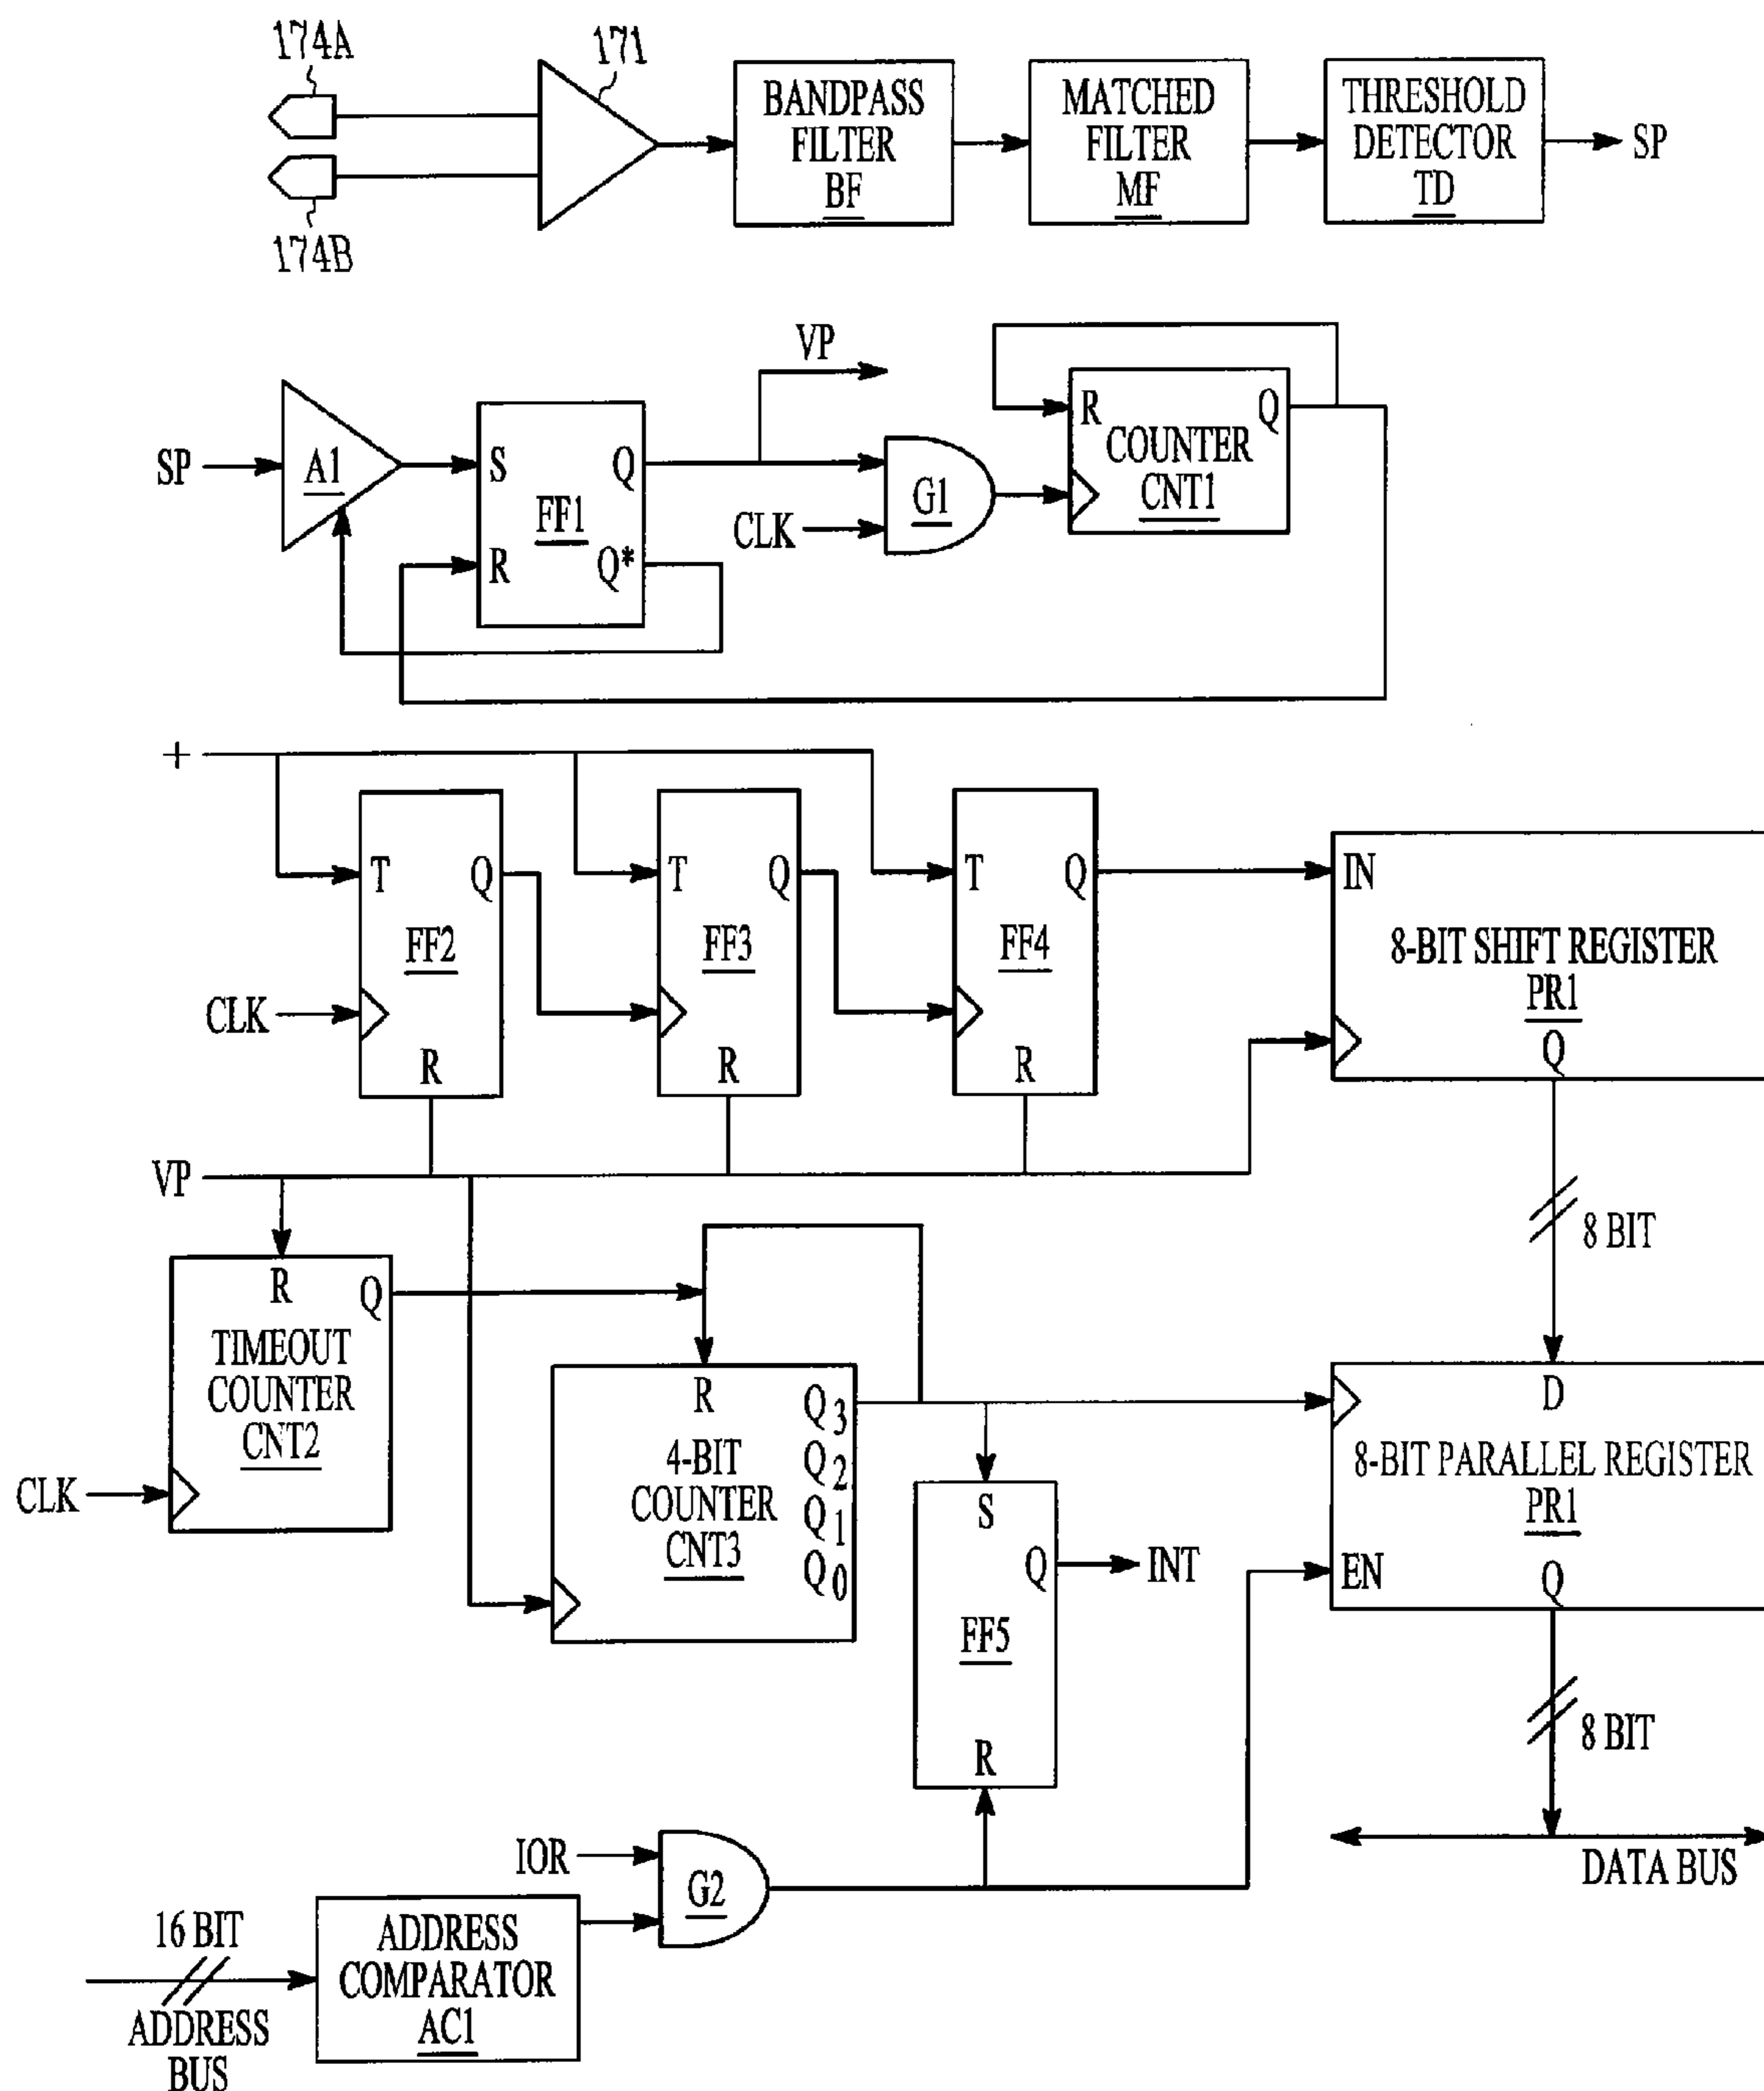 174A
171
BANDPASS
FILTER
BF
MATCHED
FILTER
MF
THRESHOLD
DETECTOR
TD
SP
174B
VP
SP
A1
S
Q
FF1
R
Q*
CLK
G1
R
Q
COUNTER
CNT1
+
T
Q
FF2
CLK
R
T
Q
FF3
R
T
Q
FF4
R
IN
8-BIT SHIFT REGISTER
PR1
Q
VP
8 BIT
R
Q
TIMEOUT
COUNTER
CNT2
CLK
R
4-BIT
COUNTER
CNT3
Q3
Q2
Q1
Q0
D
8-BIT PARALLEL REGISTER
PR1
EN
Q
S
Q
INT
FF5
R
8 BIT
DATA BUS
IOR
G2
16 BIT
ADDRESS
BUS
ADDRESS
COMPARATOR
AC1